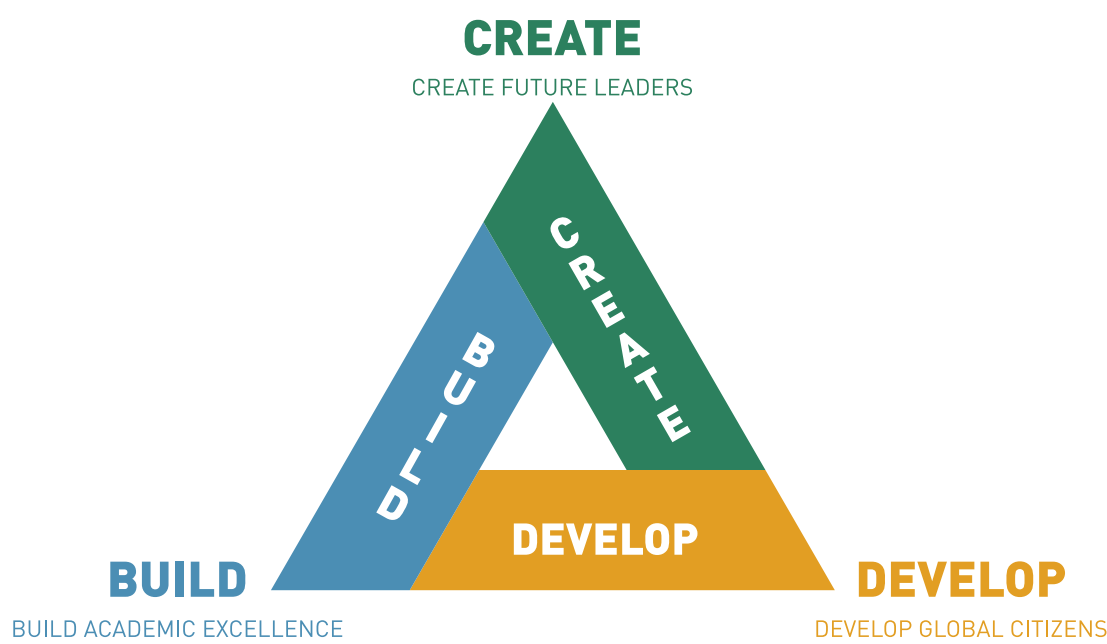 CREATE
CREATE FUTURE LEADERS
CREATE
BUILD
DEVELOP
BUILD
BUILD ACADEMIC EXCELLENCE
DEVELOP
DEVELOP GLOBAL CITIZENS